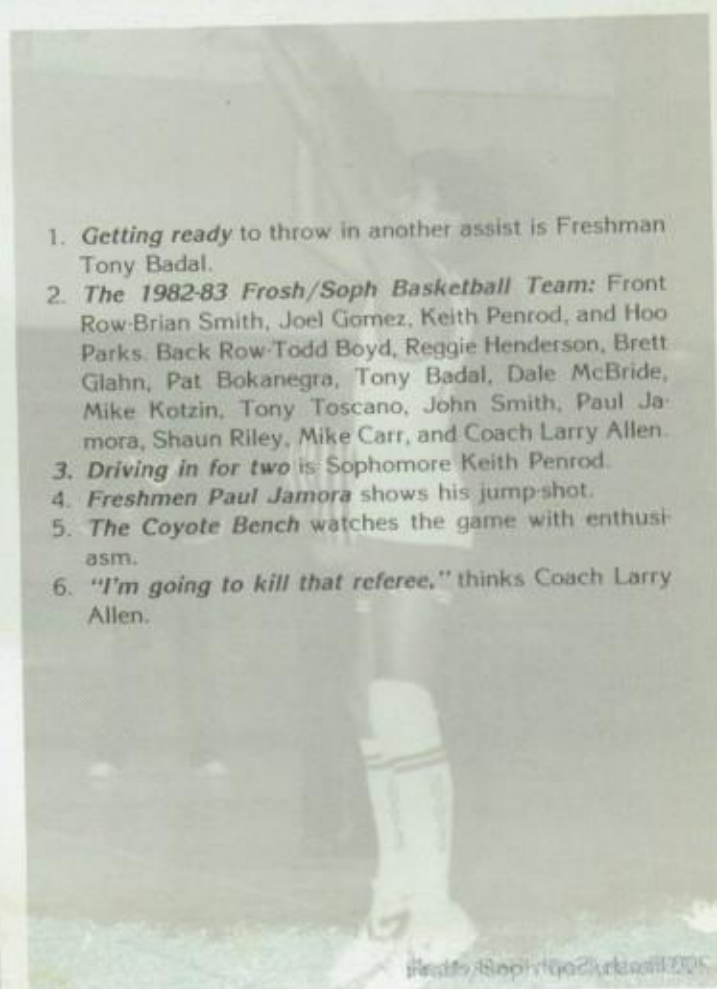 1. Getting ready to throw in another assist is Freshman
Tony Badal.
2. The 1982-83 Frosh/Soph Basketball Team: Front
Row-Brian Smith, Joel Gomez, Keith Penrod, and Hoo
Parks. Back Row-Todd Boyd, Reggie Henderson, Brett
Glahn, Pat Bokanegra, Tony Badal, Dale McBride,
Mike Kotzin, Tony Toscano, John Smith, Paul Ja-
mora, Shaun Riley, Mike Carr, and Coach Larry Allen.
3. Driving in for two is Sophomore Keith Penrod.
4. Freshmen Paul Jamora shows his jump-shot.
5. The Coyote Bench watches the game with enthusi-
asm.
6. "I'm going to kill that referee," thinks Coach Larry
Allen.